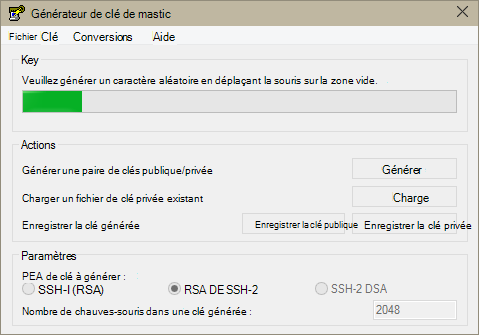 Générateur de clé de mastic
Fichier Clé Conversions Aide
Key
Veuillez générer un caractère aléatoire en déplaçant la souris sur la zone vide.
Actions
Générer une paire de clés publique/privée Générer
Charger un fichier de clé privée existant Charge
Enregistrer la clé générée Enregistrer la clé publique Enregistrer la clé privée
Paramètres
PEA de clé à générer :
SSH-I (RSA) RSA DE SSH-2 SSH-2 DSA
Nombre de chauves-souris dans une clé générée : 2048